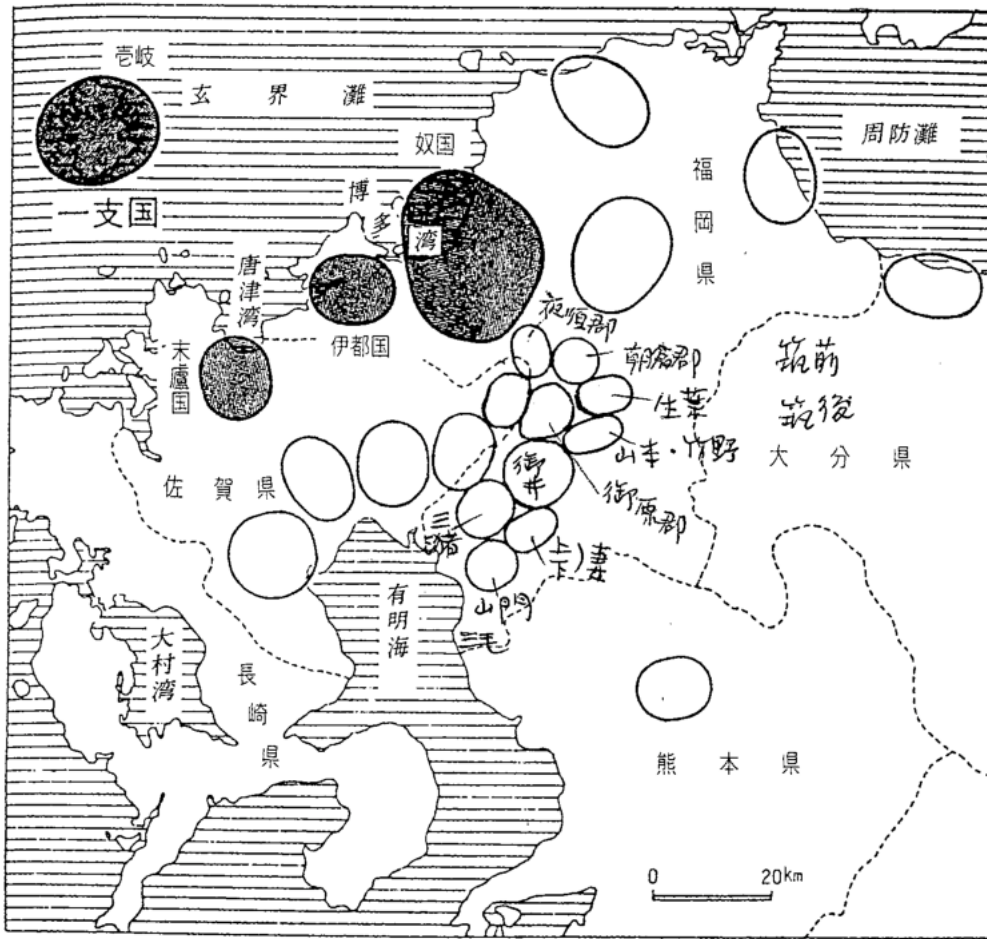 壱岐
玄界灘
周防灘
奴国
福岡県
一支国
博多
湾
唐津湾
伊都国
末盧国
夜須郡
筑前
筑後
生葉
山本・竹野
大分県
佐賀県
御井
御原郡
三潴
上下)妻
山門
三毛
有明海
大村湾
長崎県
熊本県
0 20km